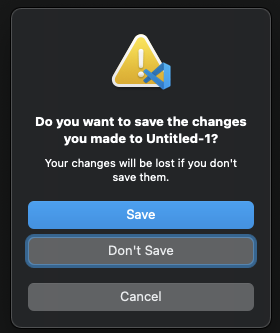 Do you want to save the changes
you made to Untitled-1?
Your changes will be lost if you don't
save them.
Save
Don't Save
Cancel